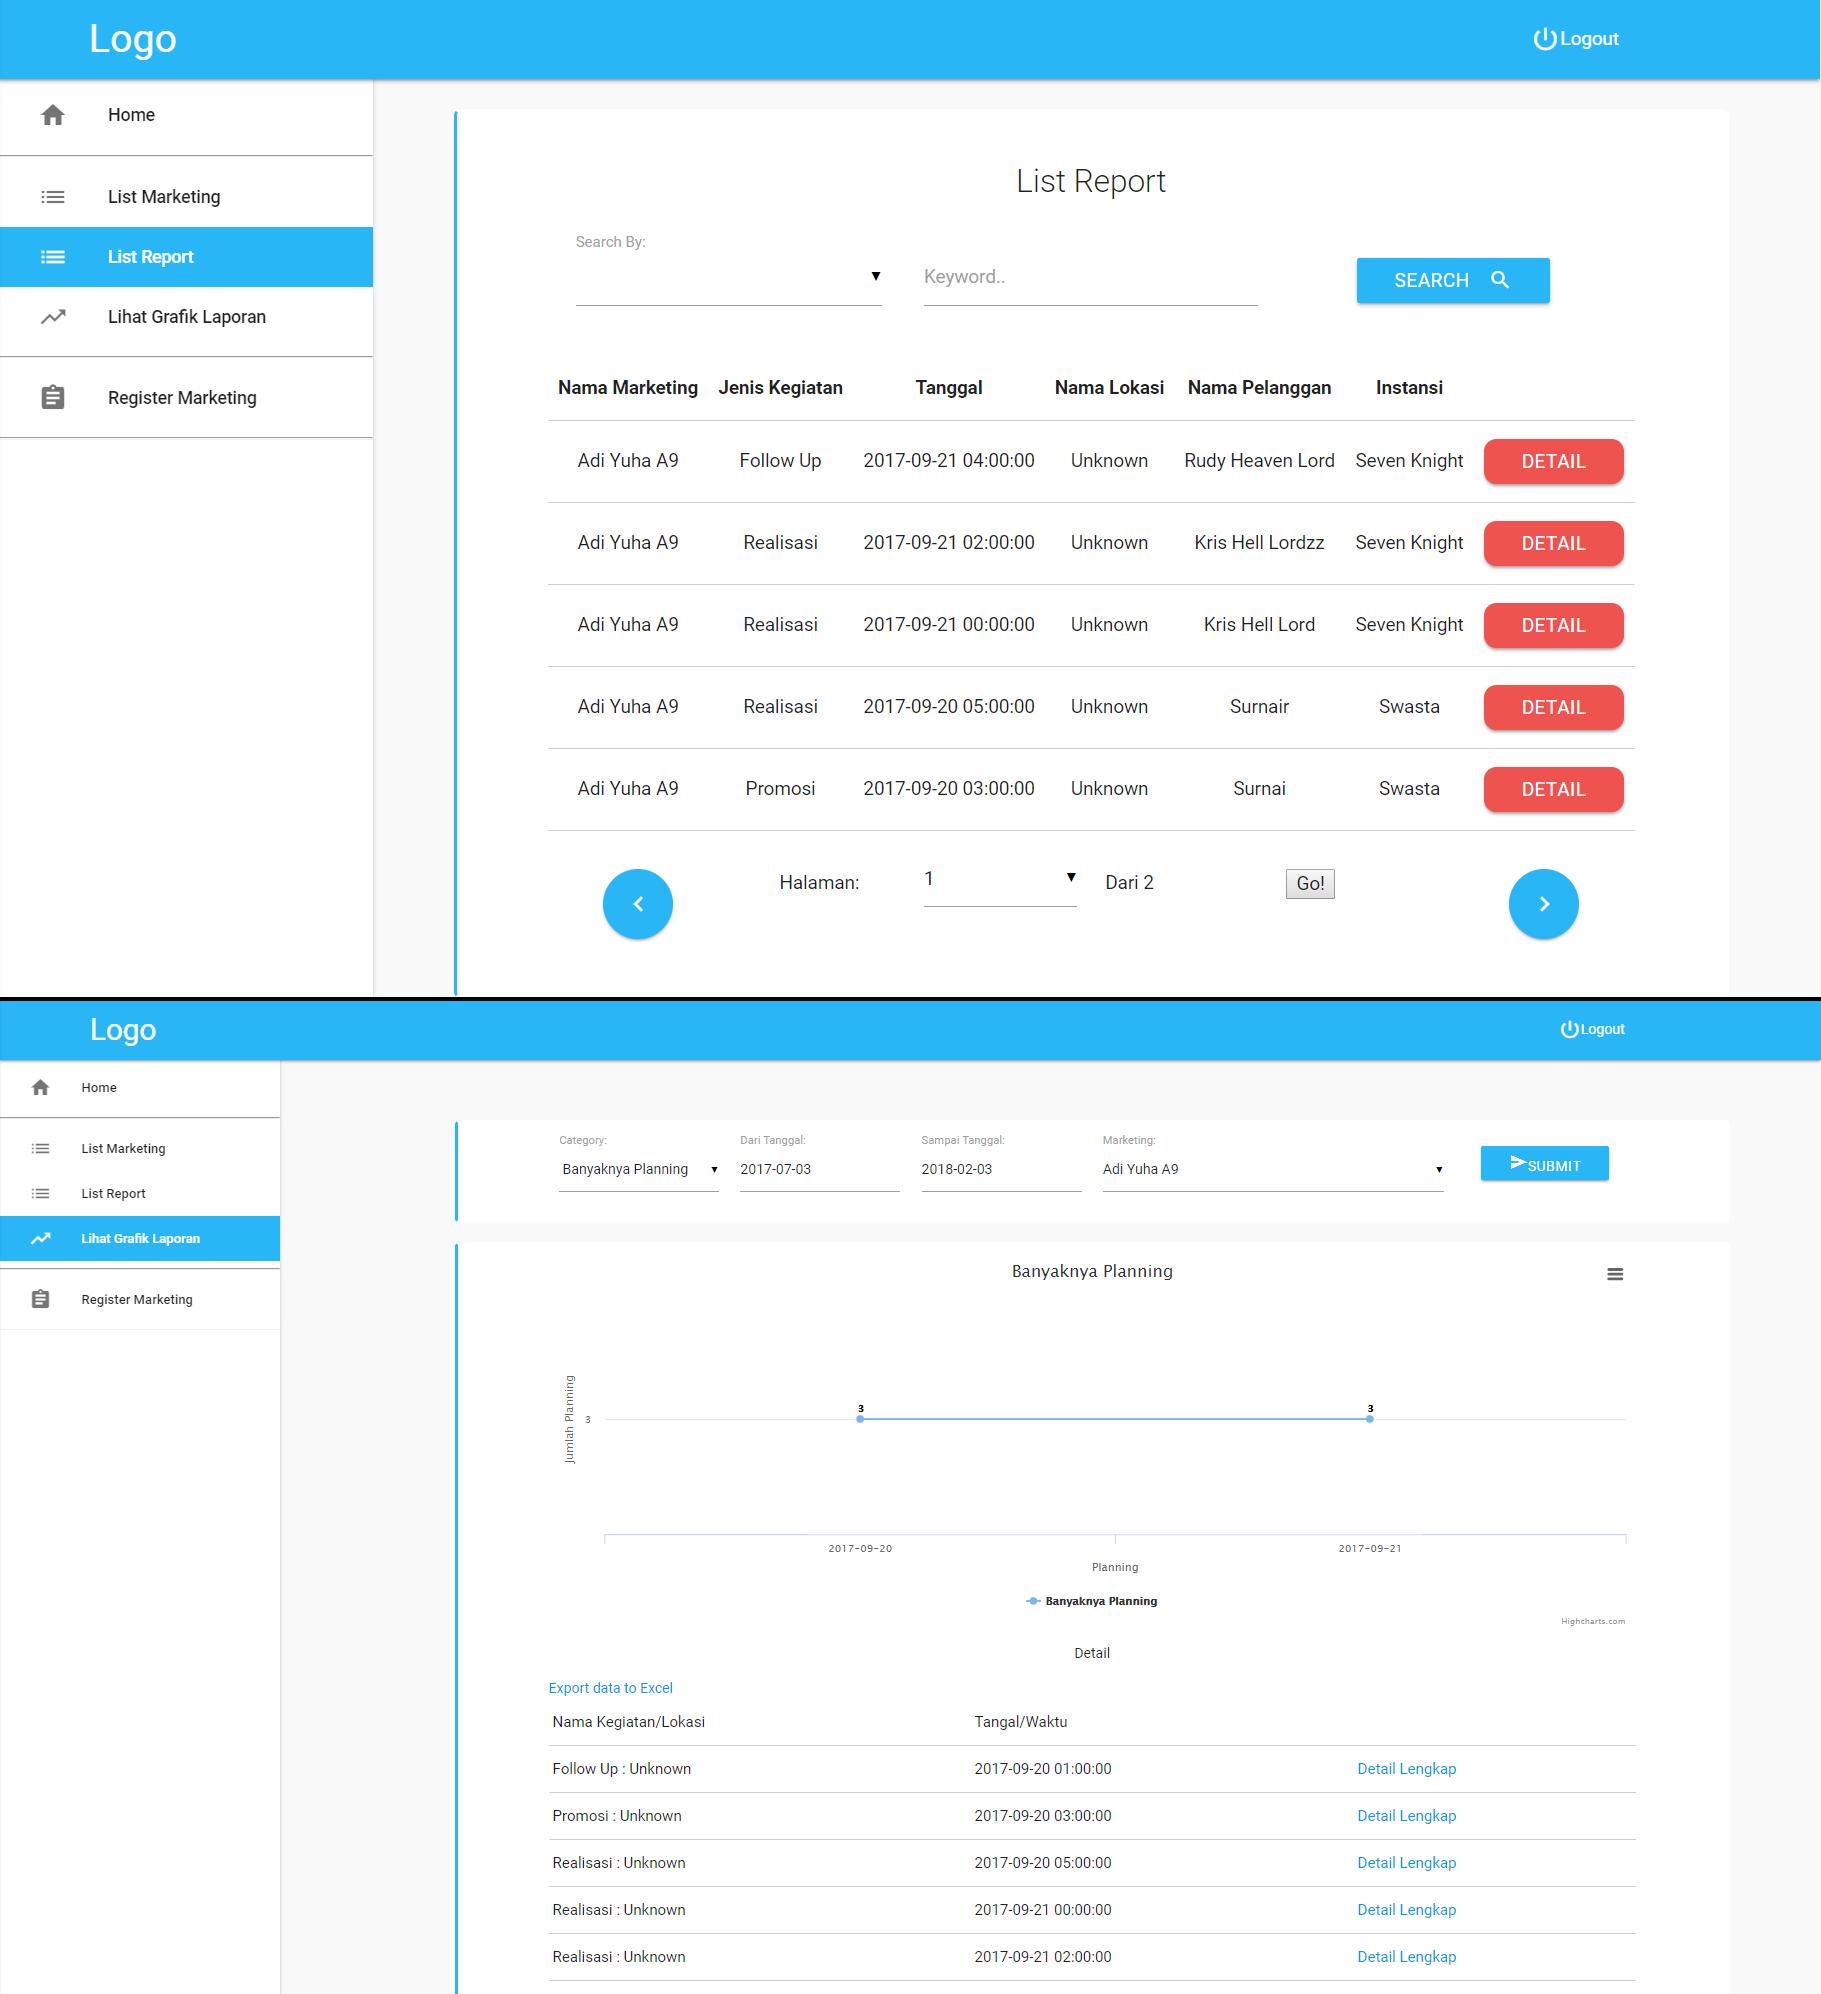 Logo
Logout
Home
List Marketing
List Report
Lihat Grafik Laporan
Register Marketing
List Report
Search By:
Keyword..
SEARCH
Nama Marketing Jenis Kegiatan Tanggal Nama Lokasi Nama Pelanggan Instansi
Adi Yuha A9 Follow Up 2017-09-21 04:00:00 Unknown Rudy Heaven Lord Seven Knight DETAIL
Adi Yuha A9 Realisasi 2017-09-21 02:00:00 Unknown Kris Hell Lordzz Seven Knight DETAIL
Adi Yuha A9 Realisasi 2017-09-21 00:00:00 Unknown Kris Hell Lord Seven Knight DETAIL
Adi Yuha A9 Realisasi 2017-09-20 05:00:00 Unknown Surnair Swasta DETAIL
Adi Yuha A9 Promosi 2017-09-20 03:00:00 Unknown Surnai Swasta DETAIL
Halaman: 1 Dari 2 Go!
Logo
Logout
Home
List Marketing
List Report
Lihat Grafik Laporan
Register Marketing
Category: Dari Tanggal: Sampai Tanggal: Marketing:
Banyaknya Planning 2017-07-03 2018-02-03 Adi Yuha A9 SUBMIT
Banyaknya Planning
Jumlah Planning
3
3 3
2017-09-20 2017-09-21
Planning
Banyaknya Planning
Highcharts.com
Detail
Export data to Excel
Nama Kegiatan/Lokasi Tangal/Waktu
Follow Up : Unknown 2017-09-20 01:00:00 Detail Lengkap
Promosi : Unknown 2017-09-20 03:00:00 Detail Lengkap
Realisasi : Unknown 2017-09-20 05:00:00 Detail Lengkap
Realisasi : Unknown 2017-09-21 00:00:00 Detail Lengkap
Realisasi : Unknown 2017-09-21 02:00:00 Detail Lengkap